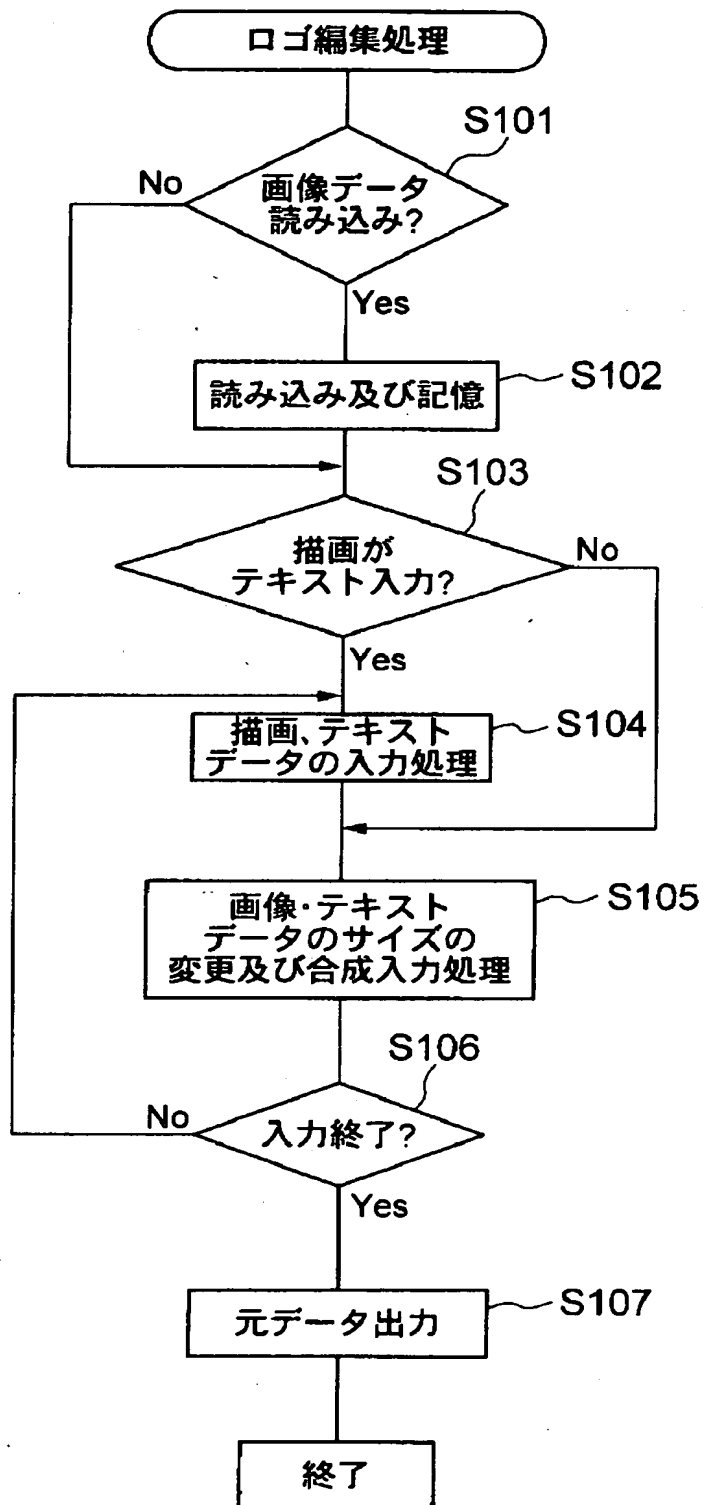 ロゴ編集処理
S101
No
画像データ
読み込み?
Yes
読み込み及び記憶
S102
S103
描画が
テキスト入力?
No
Yes
描画、テキスト
データの入力処理
S104
画像・テキスト
データのサイズの
変更及び合成入力処理
S105
S106
No
入力終了?
Yes
元データ出力
S107
終了